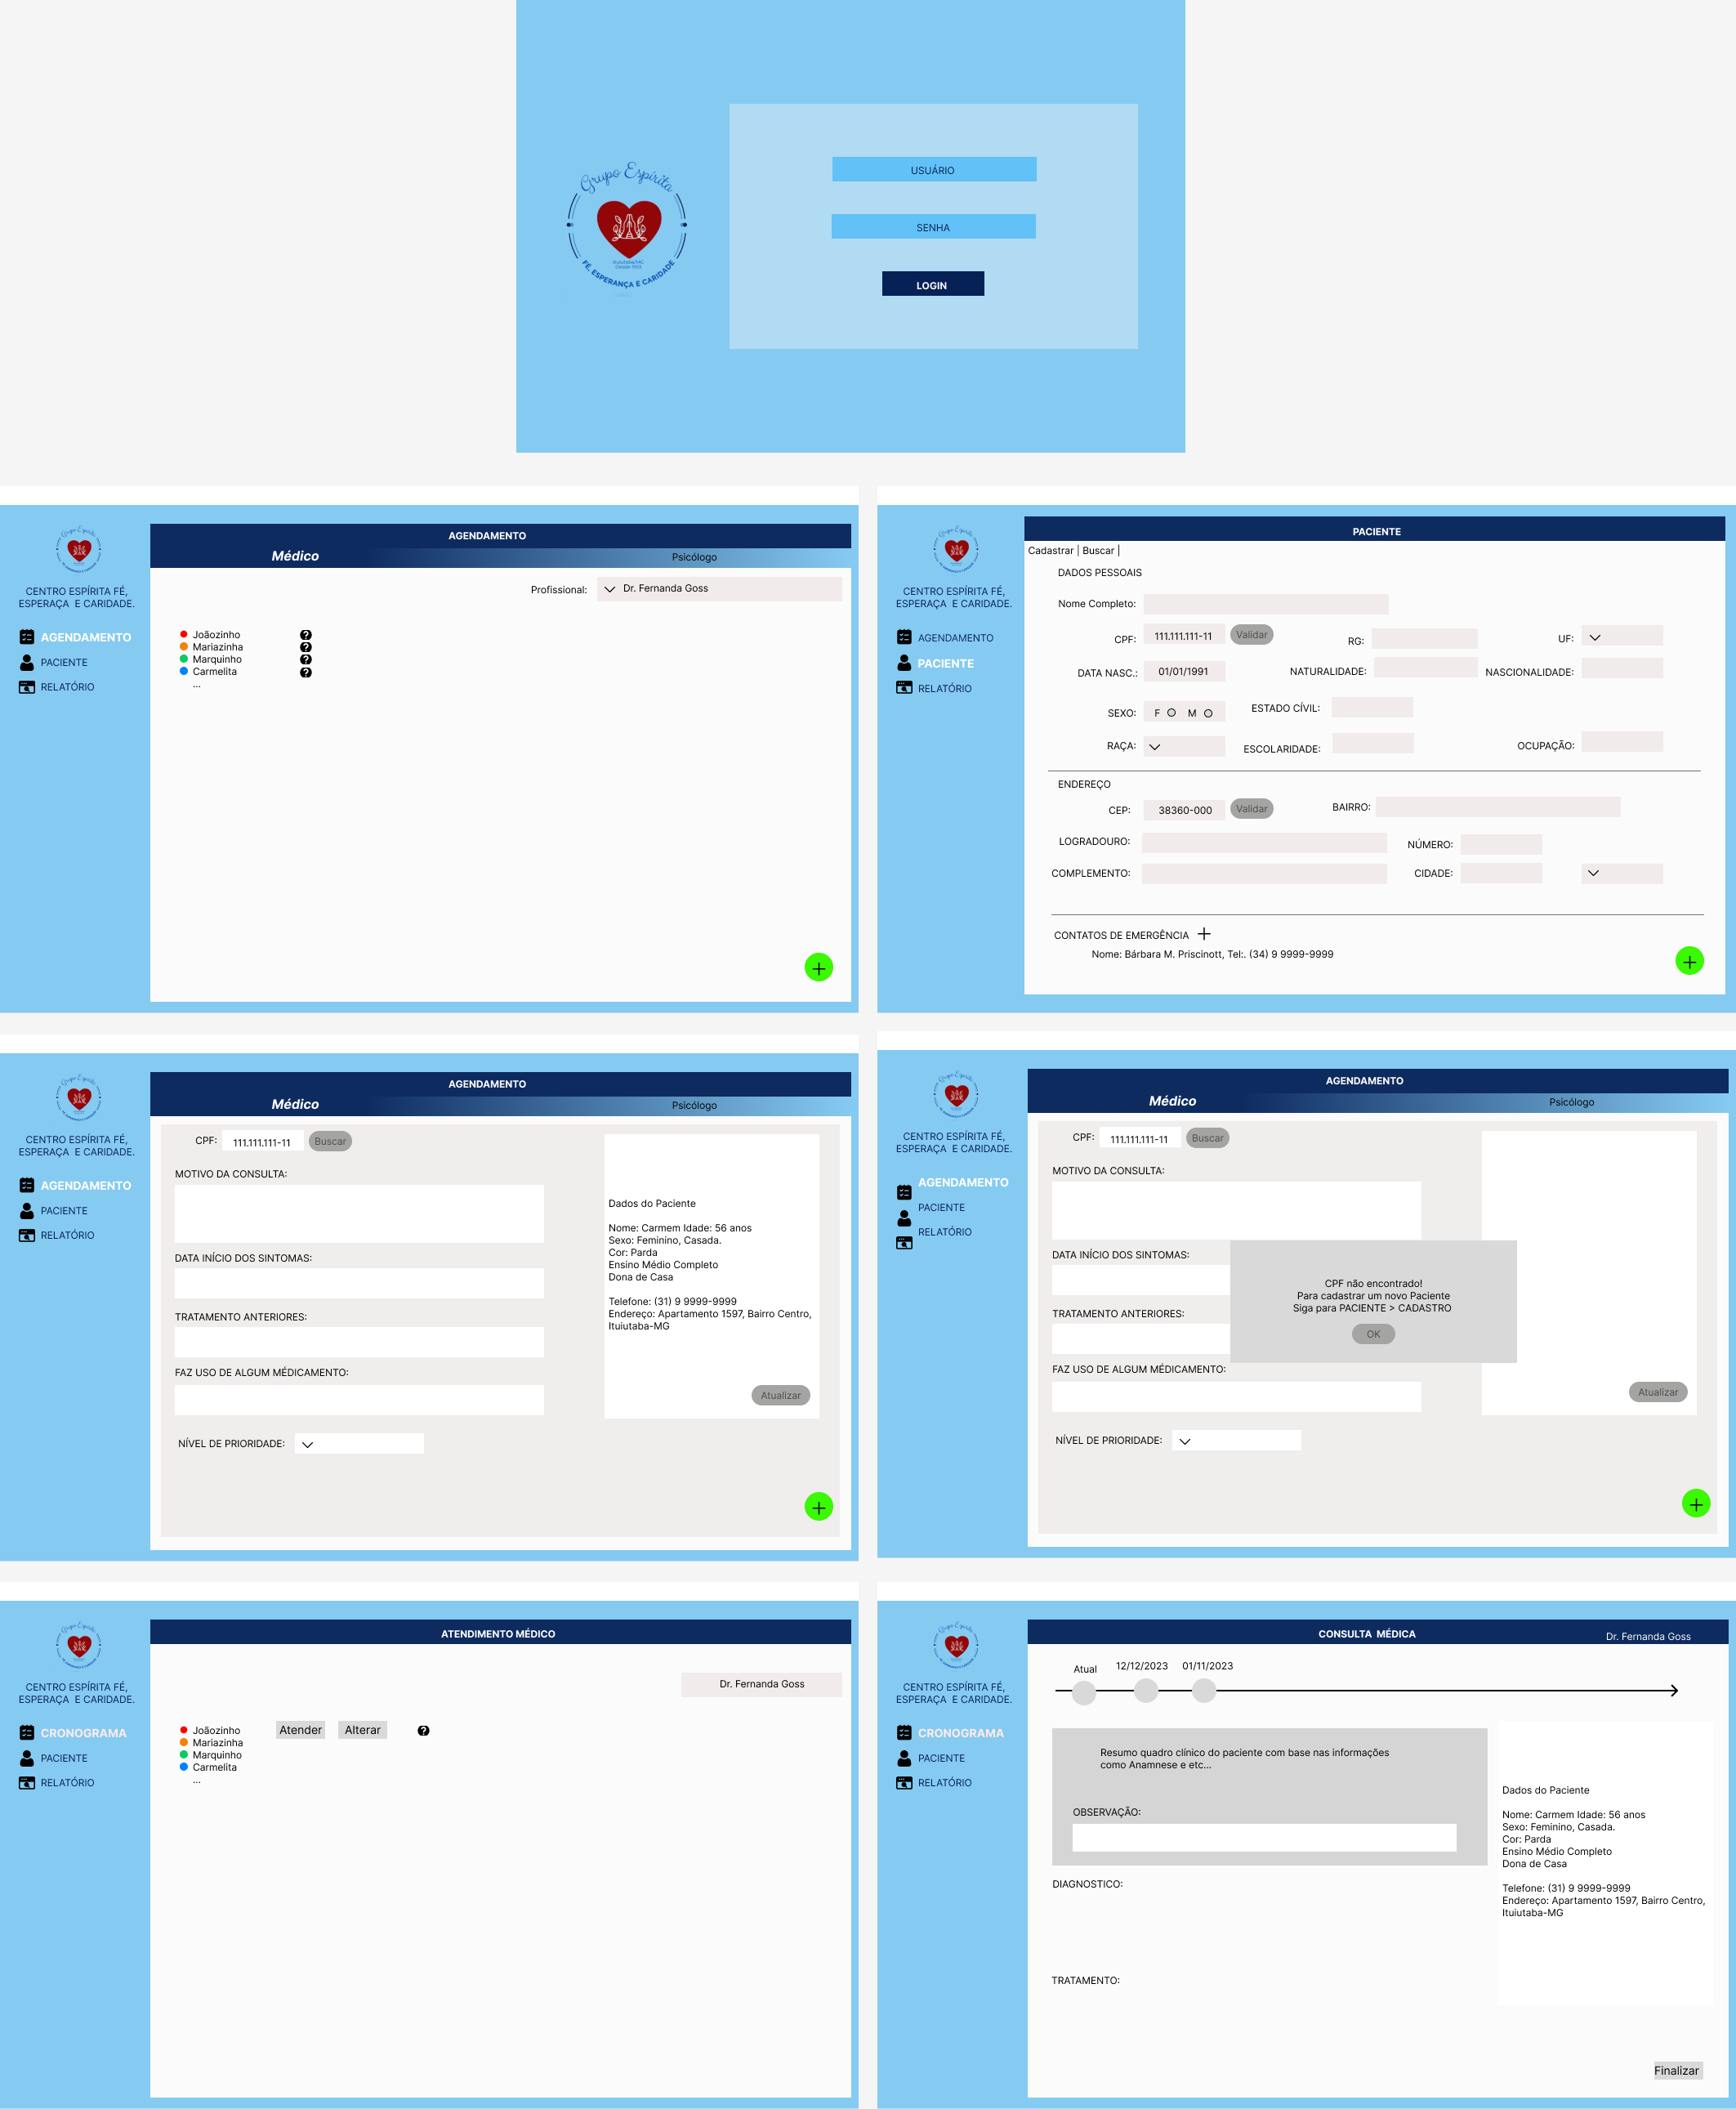 Grupo Espírita
FÉ, ESPERANÇA E CARIDADE
USUÁRIO
SENHA
LOGIN
CENTRO ESPÍRITA FÉ,
ESPERAÇA E CARIDADE.
AGENDAMENTO
PACIENTE
RELATÓRIO
AGENDAMENTO
Médico
Psicólogo
Profissional:
Dr. Fernanda Goss
Joãozinho
Mariazinha
Marquinho
Carmelita
...
CENTRO ESPÍRITA FÉ,
ESPERAÇA E CARIDADE.
AGENDAMENTO
PACIENTE
RELATÓRIO
PACIENTE
Cadastrar | Buscar |
DADOS PESSOAIS
Nome Completo:
CPF: 111.111.111-11 Validar RG: UF:
DATA NASC.: 01/01/1991 NATURALIDADE: NASCIONALIDADE:
SEXO: F M ESTADO CÍVIL:
RAÇA: ESCOLARIDADE: OCUPAÇÃO:
ENDEREÇO
CEP: 38360-000 Validar BAIRRO:
LOGRADOURO: NÚMERO:
COMPLEMENTO: CIDADE:
CONTATOS DE EMERGÊNCIA +
Nome: Bárbara M. Priscinott, Tel:. (34) 9 9999-9999
+
+
CENTRO ESPÍRITA FÉ,
ESPERAÇA E CARIDADE.
AGENDAMENTO
PACIENTE
RELATÓRIO
AGENDAMENTO
Médico
Psicólogo
CPF: 111.111.111-11 Buscar
MOTIVO DA CONSULTA:
DATA INÍCIO DOS SINTOMAS:
TRATAMENTO ANTERIORES:
FAZ USO DE ALGUM MÉDICAMENTO:
NÍVEL DE PRIORIDADE:
Dados do Paciente
Nome: Carmem Idade: 56 anos
Sexo: Feminino, Casada.
Cor: Parda
Ensino Médio Completo
Dona de Casa
Telefone: (31) 9 9999-9999
Endereço: Apartamento 1597, Bairro Centro,
Ituiutaba-MG
Atualizar
+
CENTRO ESPÍRITA FÉ,
ESPERAÇA E CARIDADE.
AGENDAMENTO
PACIENTE
RELATÓRIO
AGENDAMENTO
Médico
Psicólogo
CPF: 111.111.111-11 Buscar
MOTIVO DA CONSULTA:
DATA INÍCIO DOS SINTOMAS:
TRATAMENTO ANTERIORES:
FAZ USO DE ALGUM MÉDICAMENTO:
NÍVEL DE PRIORIDADE:
CPF não encontrado!
Para cadastrar um novo Paciente
Siga para PACIENTE > CADASTRO
OK
Atualizar
+
CENTRO ESPÍRITA FÉ,
ESPERAÇA E CARIDADE.
CRONOGRAMA
PACIENTE
RELATÓRIO
ATENDIMENTO MÉDICO
Dr. Fernanda Goss
Joãozinho Atender Alterar
Mariazinha
Marquinho
Carmelita
...
CENTRO ESPÍRITA FÉ,
ESPERAÇA E CARIDADE.
CRONOGRAMA
PACIENTE
RELATÓRIO
CONSULTA MÉDICA
Dr. Fernanda Goss
Atual 12/12/2023 01/11/2023
Resumo quadro clínico do paciente com base nas informações
como Anamnese e etc...
OBSERVAÇÃO:
DIAGNOSTICO:
TRATAMENTO:
Dados do Paciente
Nome: Carmem Idade: 56 anos
Sexo: Feminino, Casada.
Cor: Parda
Ensino Médio Completo
Dona de Casa
Telefone: (31) 9 9999-9999
Endereço: Apartamento 1597, Bairro Centro,
Ituiutaba-MG
Finalizar